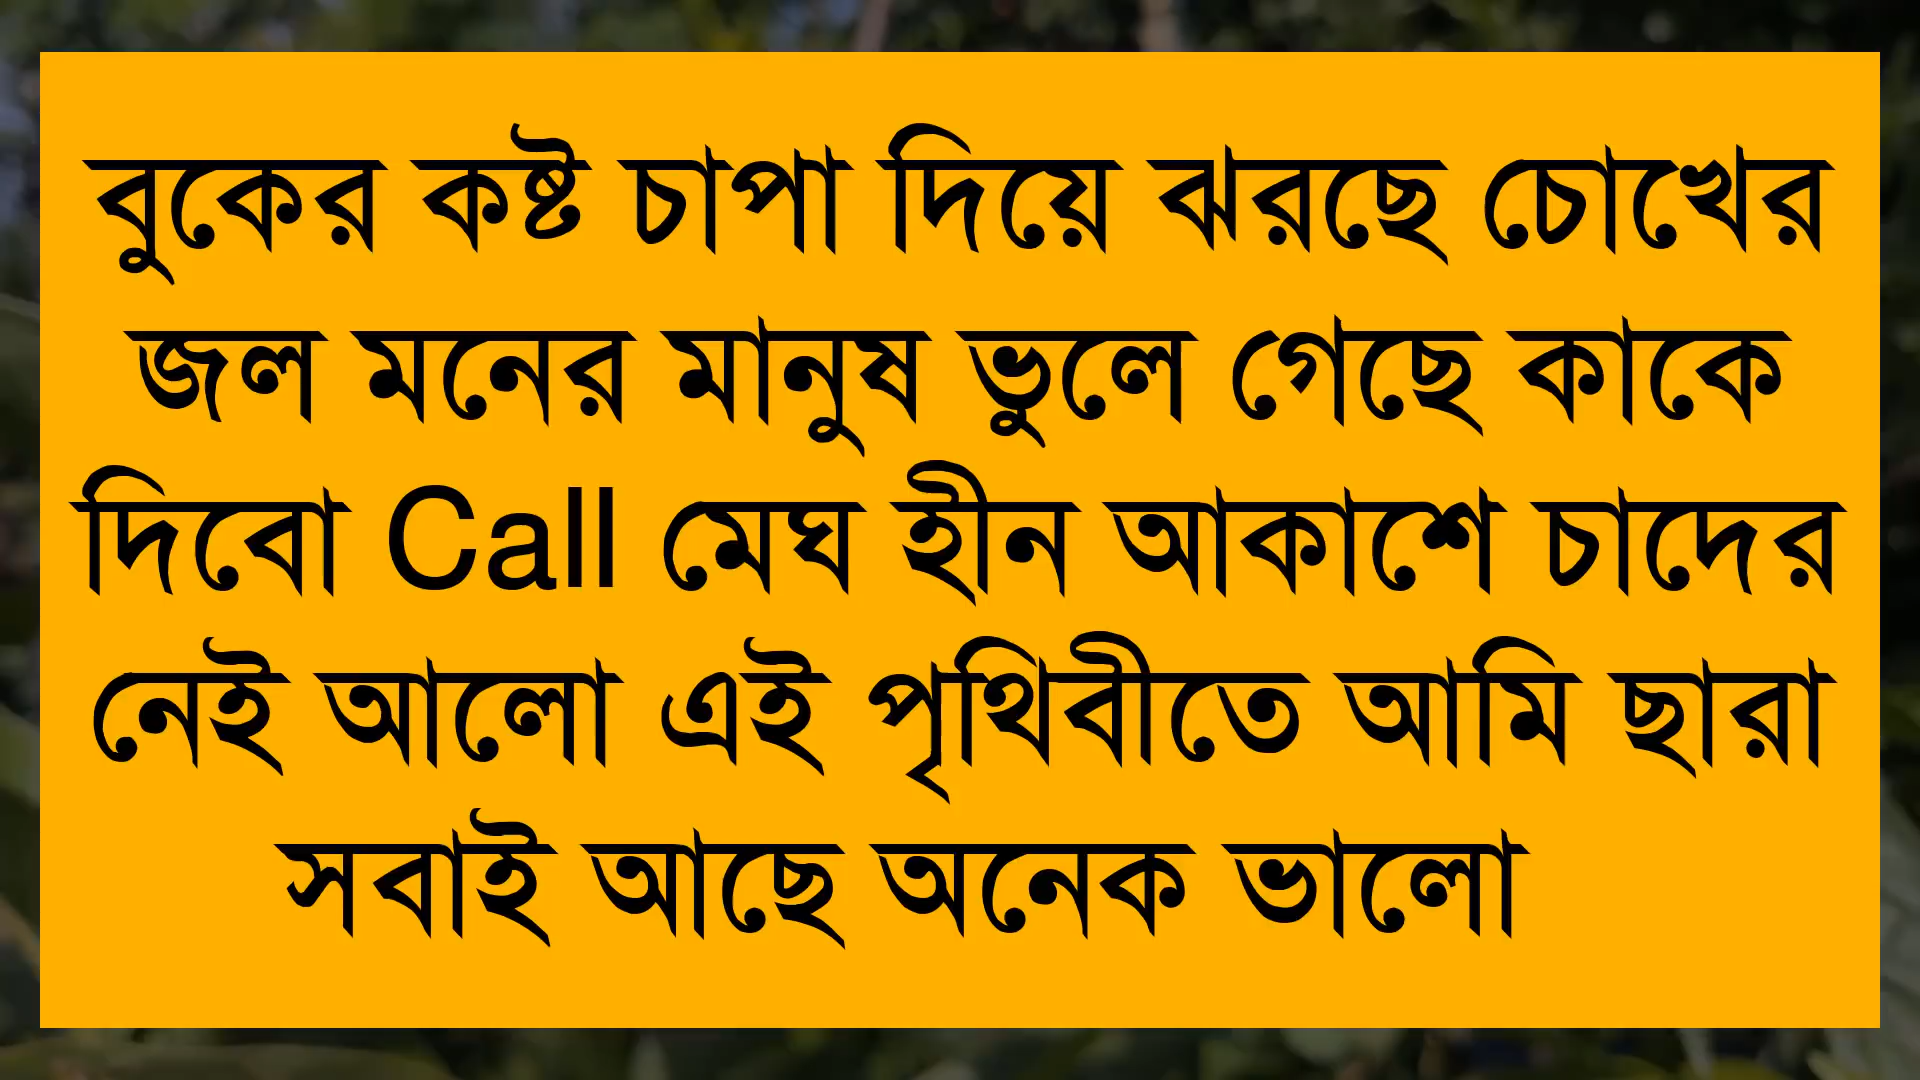 বুকের কষ্ট চাপা দিয়ে ঝরছে চোখের
জল মনের মানুষ ভুলে গেছে কাকে
দিবো Call মেঘ হীন আকাশে চাদের
নেই আলো এই পৃথিবীতে আমি ছারা
সবাই আছে অনেক ভালো